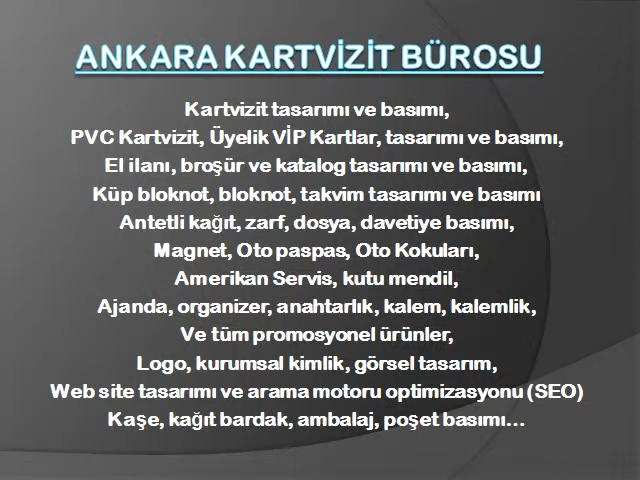 ANKARA KARTVİZİT BÜROSU
Kartvizit tasarımı ve basımı,
PVC Kartvizit, Üyelik VİP Kartlar, tasarımı ve basımı,
El ilanı, broşür ve katalog tasarımı ve basımı,
Küp bloknot, bloknot, takvim tasarımı ve basımı
Antetli kağıt, zarf, dosya, davetiye basımı,
Magnet, Oto paspas, Oto Kokuları,
Amerikan Servis, kutu mendil,
Ajanda, organizer, anahtarlık, kalem, kalemlik,
Ve tüm promosyonel ürünler,
Logo, kurumsal kimlik, görsel tasarım,
Web site tasarımı ve arama motoru optimizasyonu (SEO)
Kaşe, kağıt bardak, ambalaj, poşet basımı...